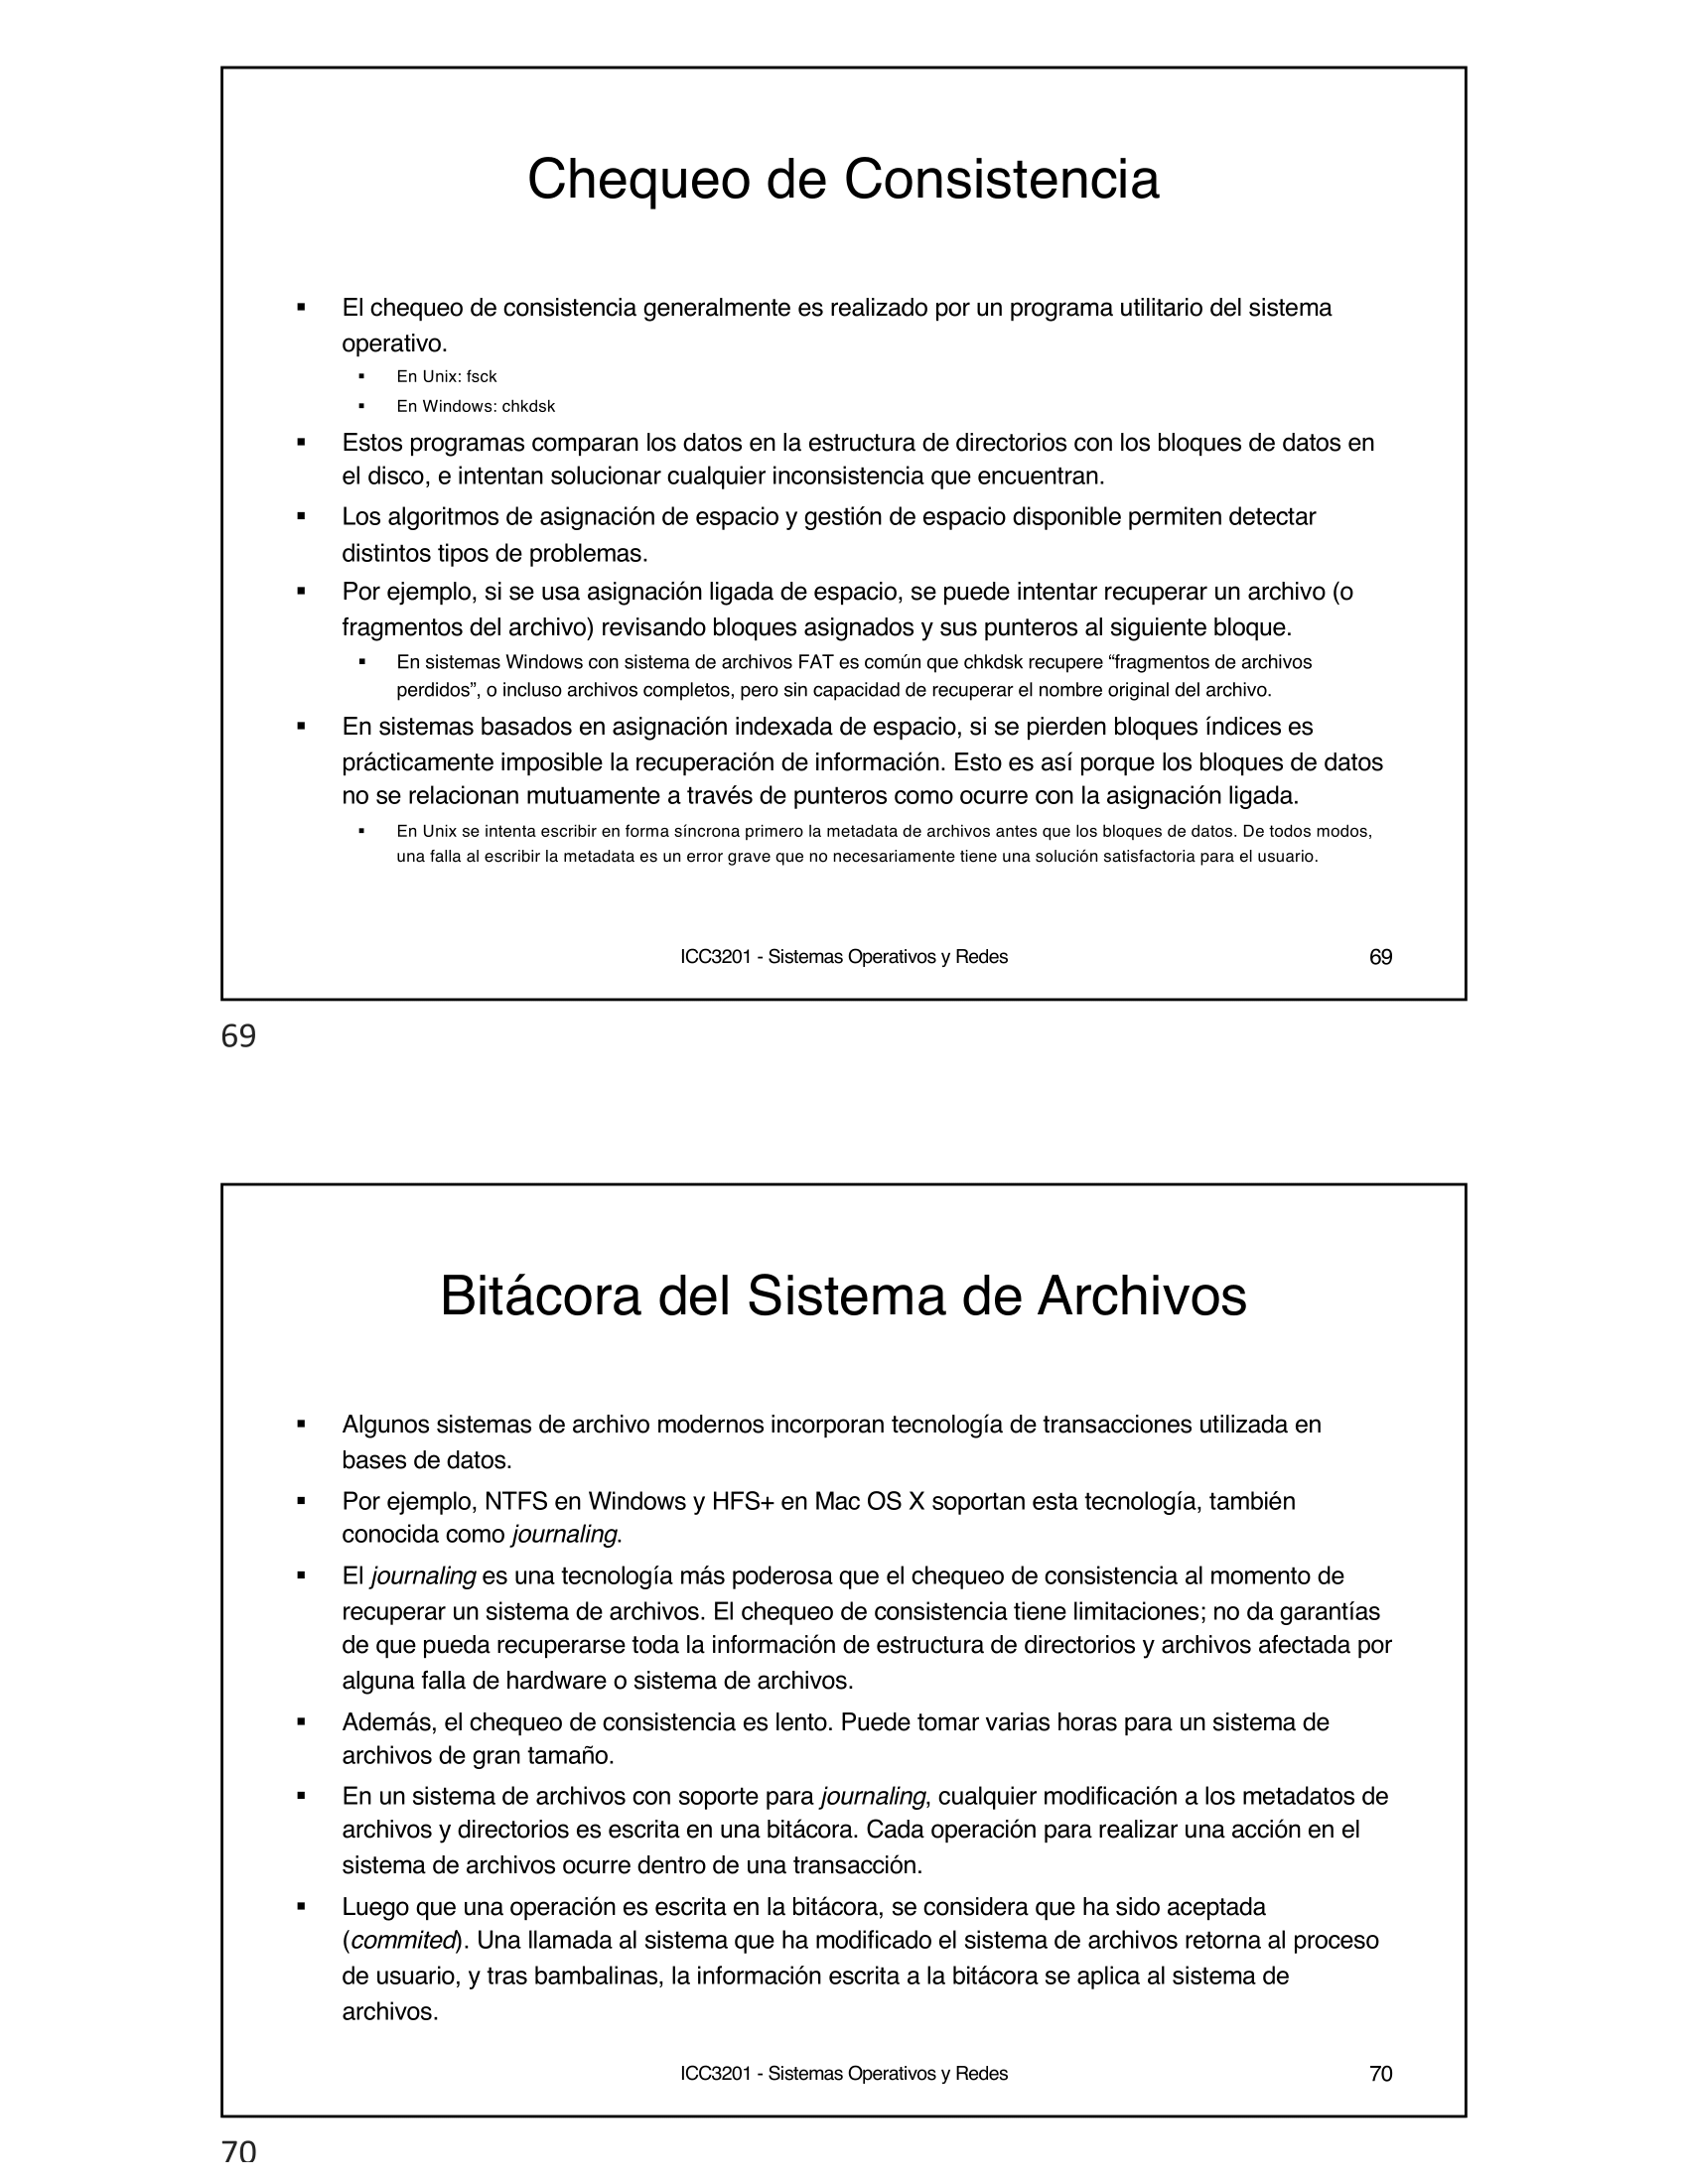 Chequeo de Consistencia
▪ El chequeo de consistencia generalmente es realizado por un programa utilitario del sistema
operativo.
▪ En Unix: fsck
▪ En Windows: chkdsk
▪ Estos programas comparan los datos en la estructura de directorios con los bloques de datos en
el disco, e intentan solucionar cualquier inconsistencia que encuentran.
▪ Los algoritmos de asignación de espacio y gestión de espacio disponible permiten detectar
distintos tipos de problemas.
▪ Por ejemplo, si se usa asignación ligada de espacio, se puede intentar recuperar un archivo (o
fragmentos del archivo) revisando bloques asignados y sus punteros al siguiente bloque.
▪ En sistemas Windows con sistema de archivos FAT es común que chkdsk recupere “fragmentos de archivos
perdidos”, o incluso archivos completos, pero sin capacidad de recuperar el nombre original del archivo.
▪ En sistemas basados en asignación indexada de espacio, si se pierden bloques índices es
prácticamente imposible la recuperación de información. Esto es así porque los bloques de datos
no se relacionan mutuamente a través de punteros como ocurre con la asignación ligada.
▪ En Unix se intenta escribir en forma síncrona primero la metadata de archivos antes que los bloques de datos. De todos modos,
una falla al escribir la metadata es un error grave que no necesariamente tiene una solución satisfactoria para el usuario.
ICC3201 - Sistemas Operativos y Redes 69
69
Bitácora del Sistema de Archivos
▪ Algunos sistemas de archivo modernos incorporan tecnología de transacciones utilizada en
bases de datos.
▪ Por ejemplo, NTFS en Windows y HFS+ en Mac OS X soportan esta tecnología, también
conocida como journaling.
▪ El journaling es una tecnología más poderosa que el chequeo de consistencia al momento de
recuperar un sistema de archivos. El chequeo de consistencia tiene limitaciones; no da garantías
de que pueda recuperarse toda la información de estructura de directorios y archivos afectada por
alguna falla de hardware o sistema de archivos.
▪ Además, el chequeo de consistencia es lento. Puede tomar varias horas para un sistema de
archivos de gran tamaño.
▪ En un sistema de archivos con soporte para journaling, cualquier modificación a los metadatos de
archivos y directorios es escrita en una bitácora. Cada operación para realizar una acción en el
sistema de archivos ocurre dentro de una transacción.
▪ Luego que una operación es escrita en la bitácora, se considera que ha sido aceptada
(commited). Una llamada al sistema que ha modificado el sistema de archivos retorna al proceso
de usuario, y tras bambalinas, la información escrita a la bitácora se aplica al sistema de
archivos.
ICC3201 - Sistemas Operativos y Redes 70
70